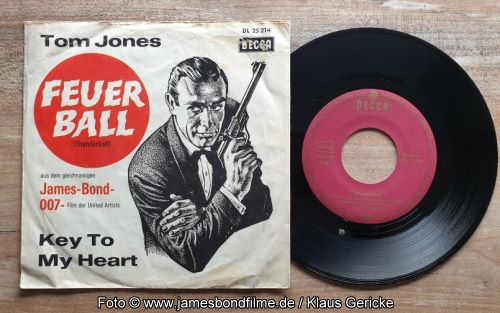 Tom Jones
DL 25 214
DECCA
FEUER
BALL
(Thunderball)
aus dem gleichnamigen
James-Bond-
007- Film der United Artists
Key To
My Heart
DECCA
Foto © www.jamesbondfilme.de / Klaus Gericke